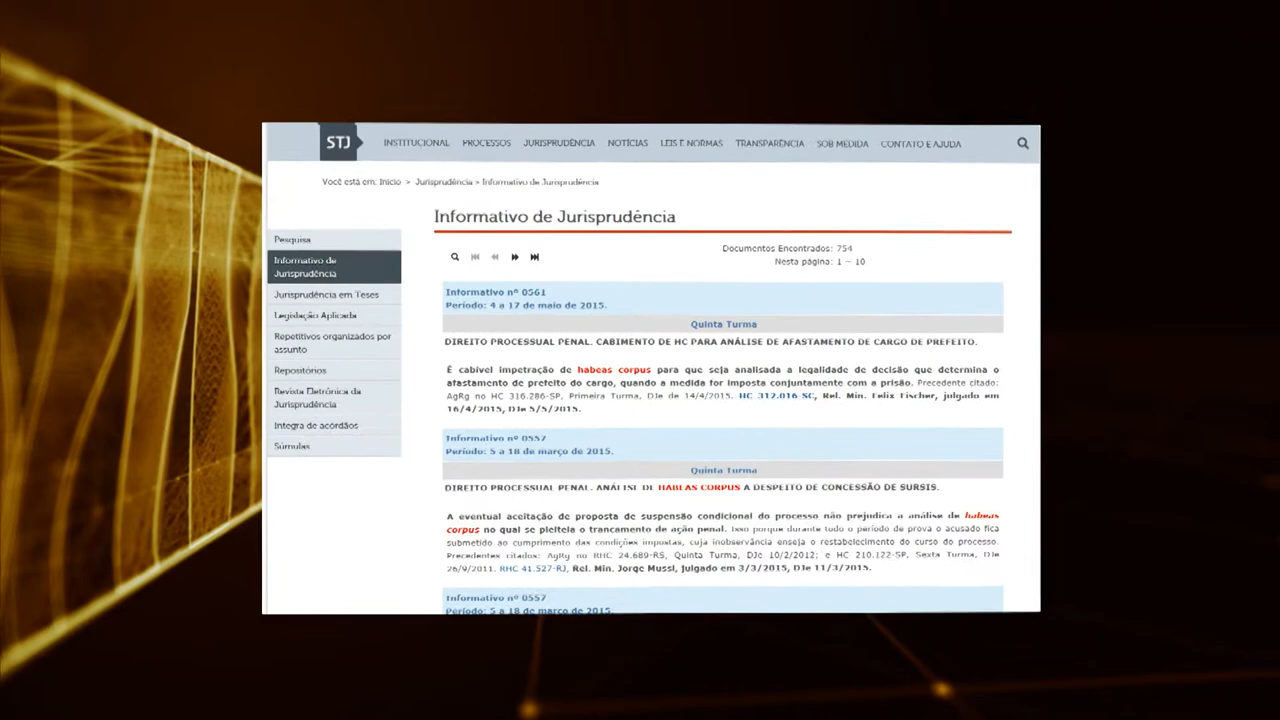 STJ INSTITUCIONAL PROCESSOS JURISPRUDÊNCIA NOTÍCIAS LEIS E NORMAS TRANSPARÊNCIA SOB MEDIDA CONTATO E AJUDA
Você está em: Início > Jurisprudência > Informativo de Jurisprudência
Informativo de Jurisprudência
Pesquisa
Informativo de
Jurisprudência
Jurisprudência em Teses
Legislação Aplicada
Repetitivos organizados por
assunto
Repositórios
Revista Eletrônica da
Jurisprudência
Íntegra de acórdãos
Súmulas
Documentos Encontrados: 754
Nesta página: 1 - 10
Informativo nº 0561
Período: 4 a 17 de maio de 2015.
Quinta Turma
DIREITO PROCESSUAL PENAL. CABIMENTO DE HC PARA ANÁLISE DE AFASTAMENTO DE CARGO DE PREFEITO.
É cabível impetração de habeas corpus para que seja analisada a legalidade de decisão que determina o
afastamento de prefeito do cargo, quando a medida for imposta conjuntamente com a prisão. Precedente citado:
AgRg no HC 316.286-SP, Primeira Turma, DJe de 14/4/2015. HC 312.016-SC, Rel. Min. Felix Fischer, julgado em
16/4/2015, DJe 5/5/2015.
Informativo nº 0557
Período: 5 a 18 de março de 2015.
Quinta Turma
DIREITO PROCESSUAL PENAL. ANÁLISE DE HABEAS CORPUS A DESPEITO DE CONCESSÃO DE SURSIS.
A eventual aceitação de proposta de suspensão condicional do processo não prejudica a análise de habeas
corpus no qual se pleiteia o trancamento de ação penal. Isso porque durante todo o período de prova o acusado fica
submetido ao cumprimento das condições impostas, cuja inobservância enseja o restabelecimento do curso do processo.
Precedentes citados: AgRg no RHC 24.689-RS, Quinta Turma, DJe 10/2/2012; e HC 210.122-SP, Sexta Turma, DJe
26/9/2011. RHC 41.527-RJ, Rel. Min. Jorge Mussi, julgado em 3/3/2015, DJe 11/3/2015.
Informativo nº 0557
Período: 5 a 18 de março de 2015.